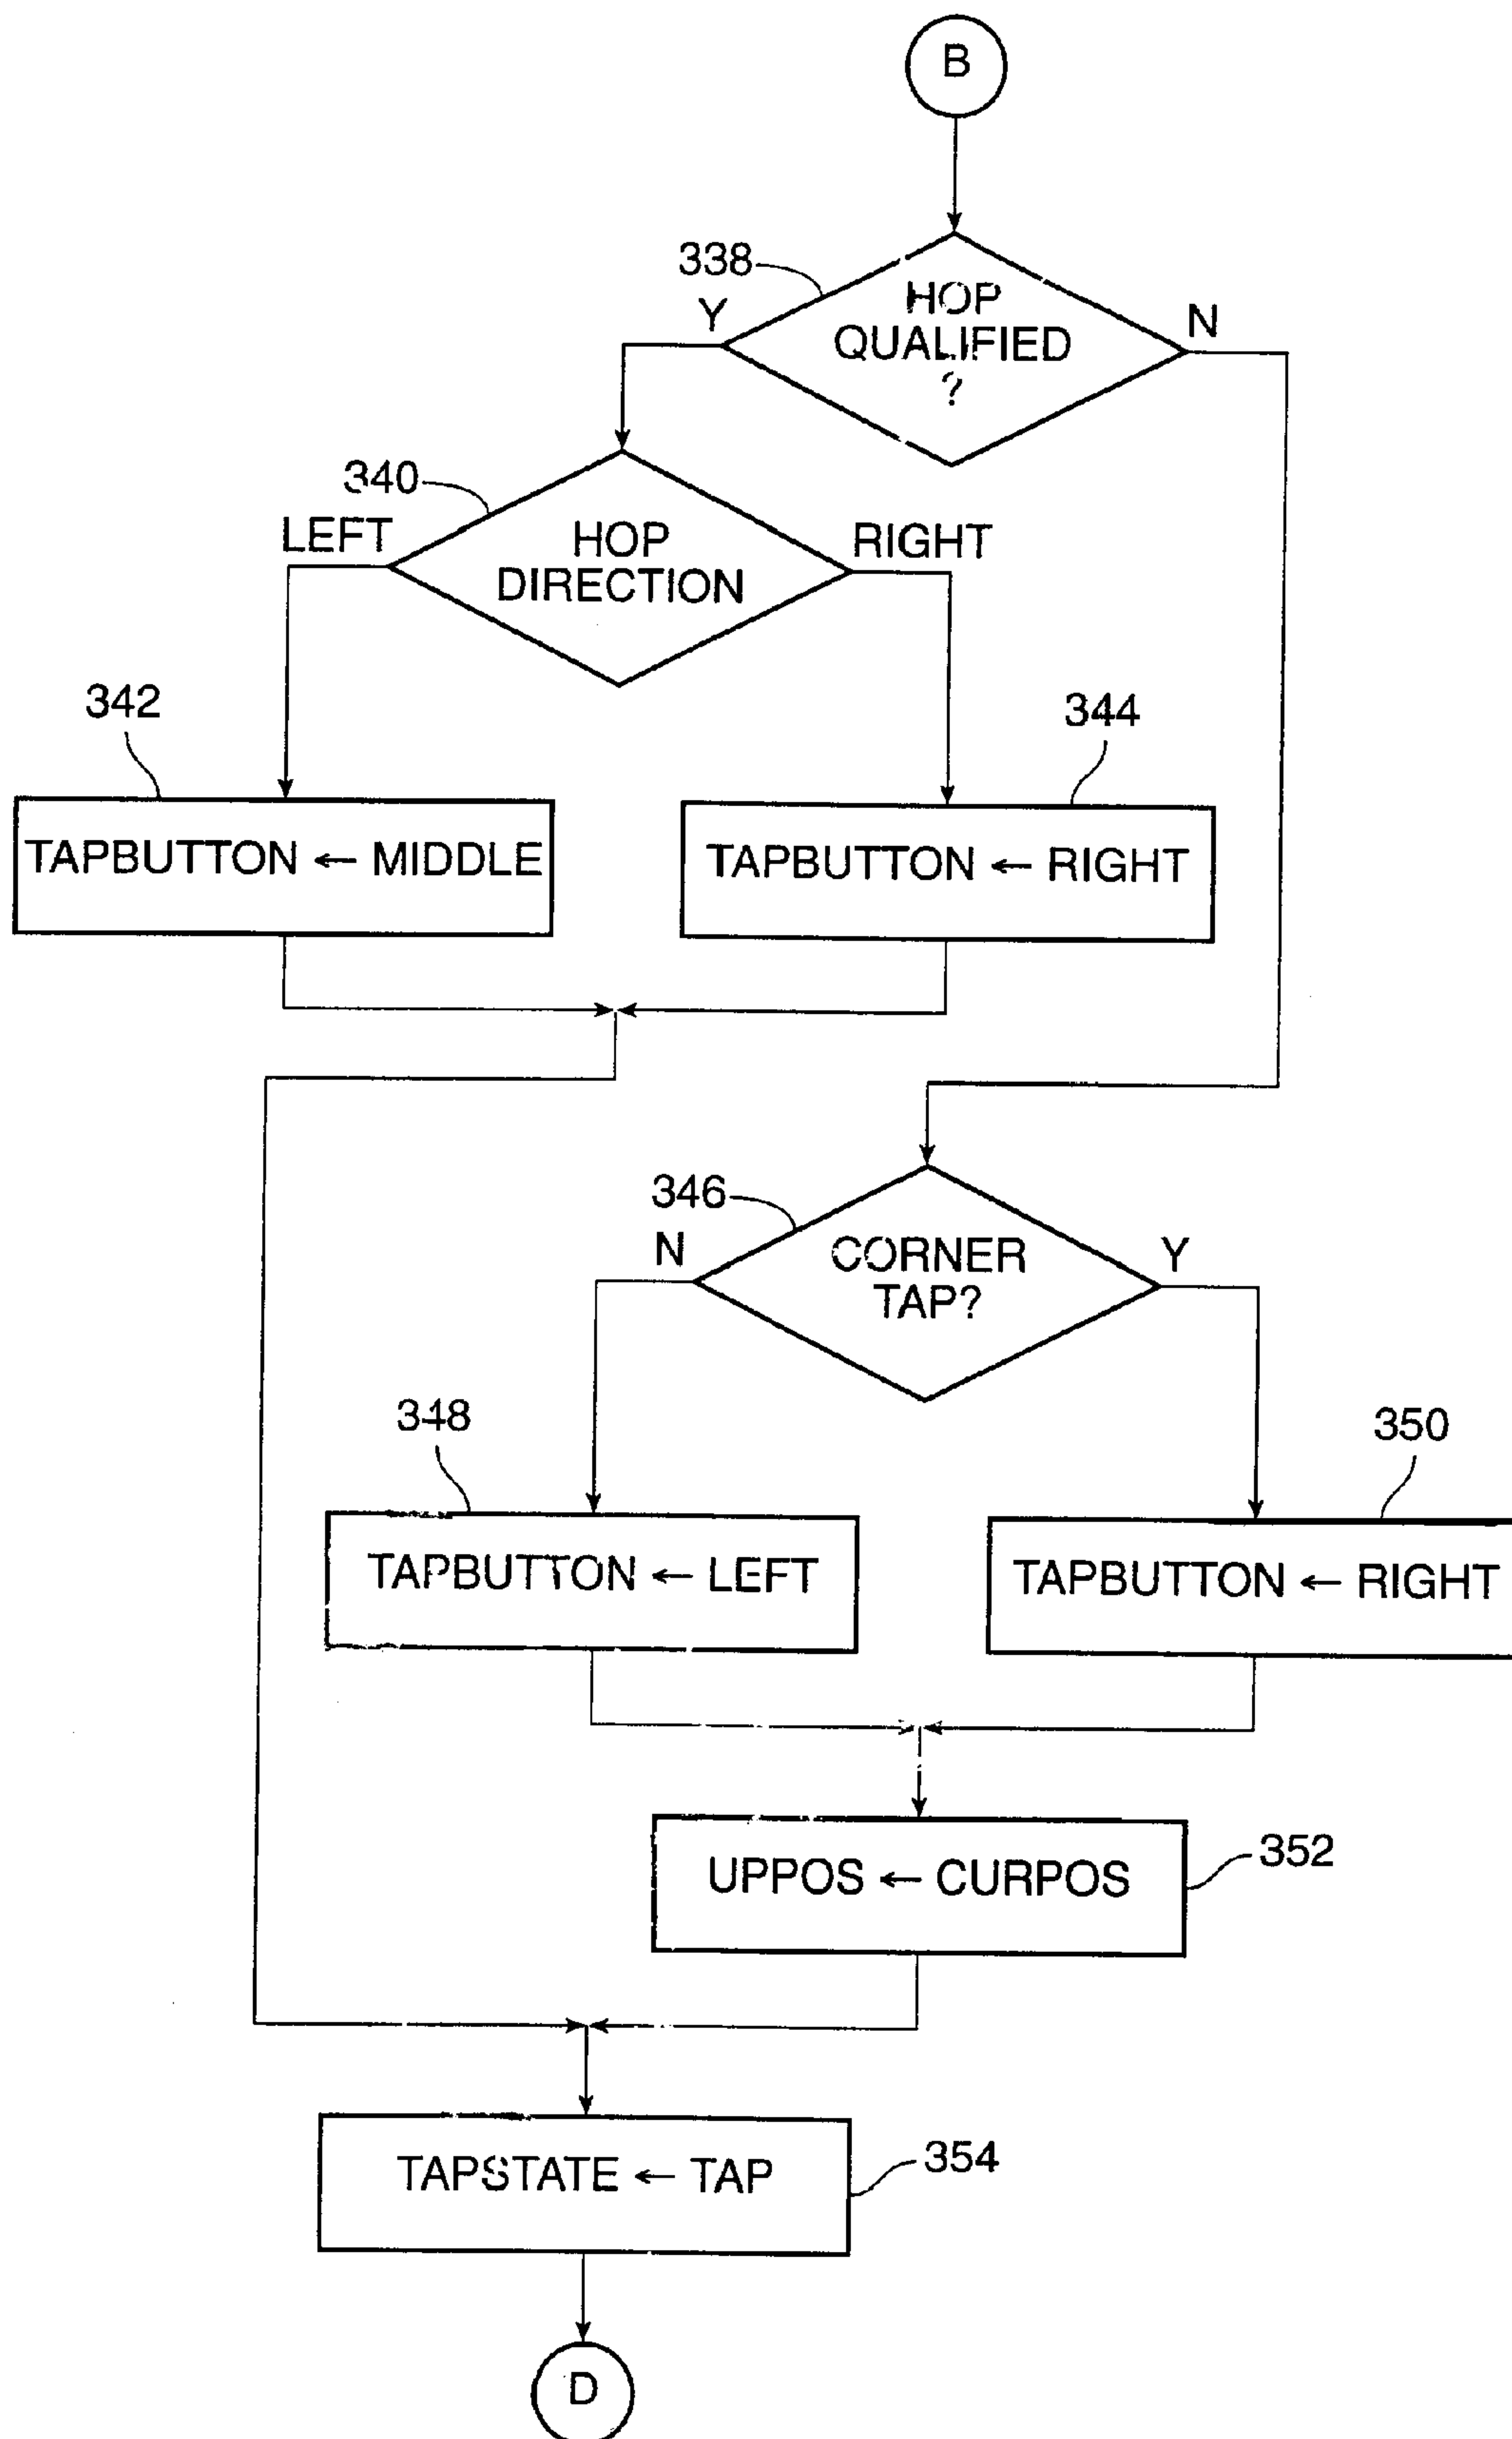 B
338
Y
N
HOP
QUALIFIED
?
340
LEFT
RIGHT
HOP
DIRECTION
342
344
TAPBUTTON ← MIDDLE
TAPBUTTON ← RIGHT
346
N
Y
CORNER
TAP?
348
350
TAPBUTTON ← LEFT
TAPBUTTON ← RIGHT
UPPOS ← CURPOS
352
TAPSTATE ← TAP
354
D